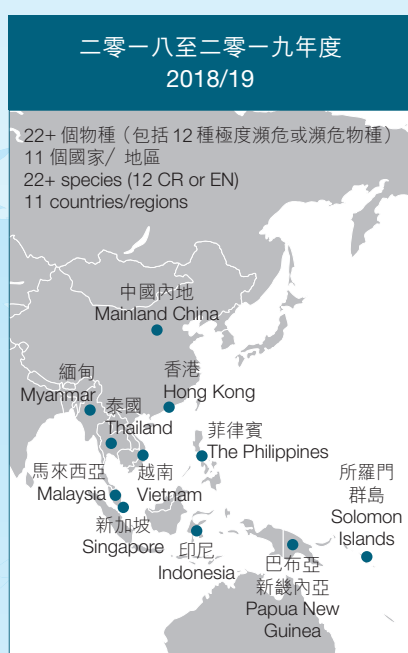 二零一八至二零一九年度
2018/19
22+ 個物種（包括 12 種極度瀕危或瀕危物種）
11 個國家/ 地區
22+ species (12 CR or EN)
11 countries/regions
中國內地
Mainland China
緬甸
Myanmar
香港
Hong Kong
泰國
Thailand
菲律賓
The Philippines
馬來西亞
Malaysia
越南
Vietnam
新加坡
Singapore
印尼
Indonesia
所羅門
群島
Solomon
Islands
巴布亞
新畿內亞
Papua New
Guinea